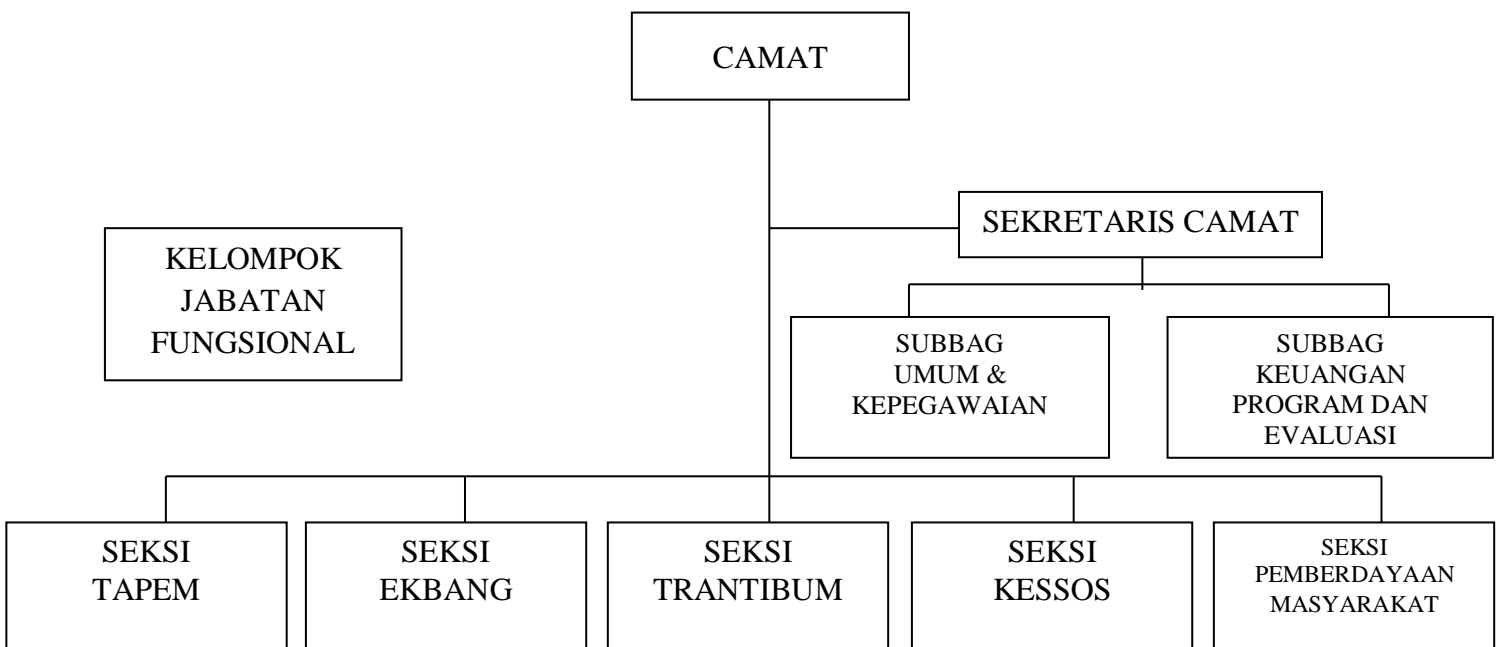 CAMAT
SEKRETARIS CAMAT
KELOMPOK
JABATAN
FUNGSIONAL
SUBBAG
UMUM &
KEPEGAWAIAN
SUBBAG
KEUANGAN
PROGRAM DAN
EVALUASI
SEKSI
TAPEM
SEKSI
EKBANG
SEKSI
TRANTIBUM
SEKSI
KESSOS
SEKSI
PEMBERDAYAAN
MASYARAKAT